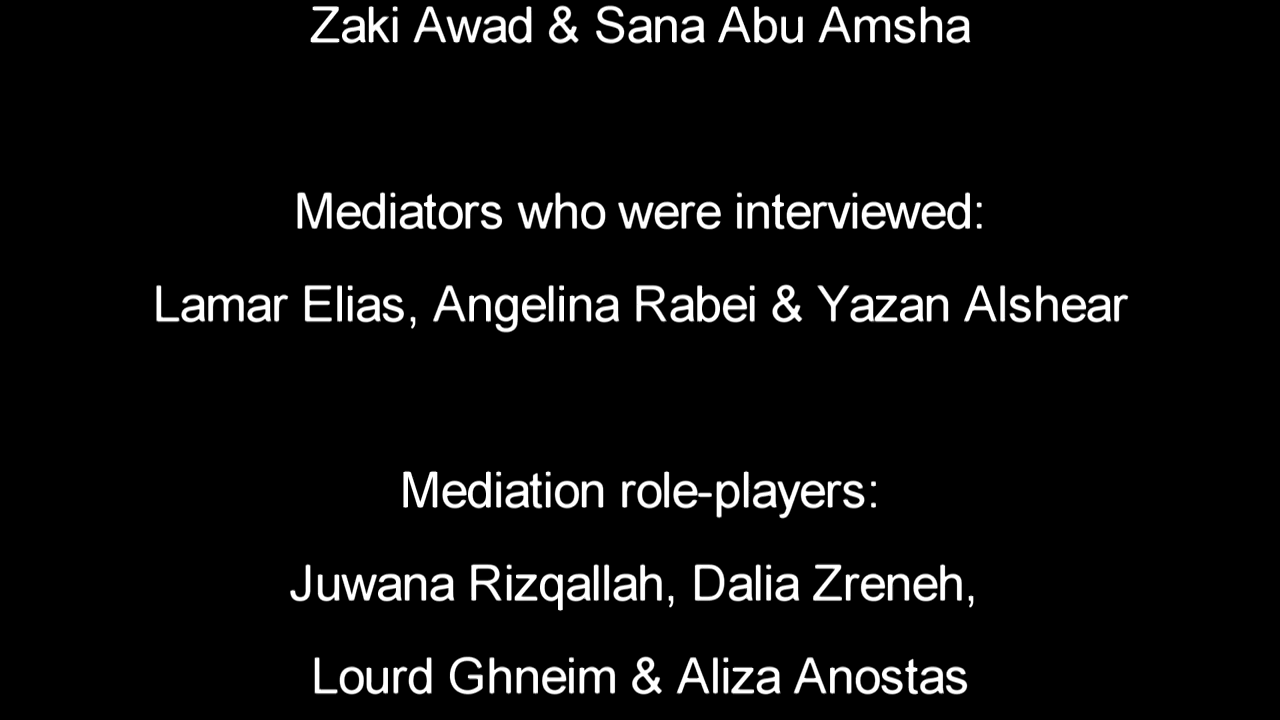 Zaki Awad & Sana Abu Amsha
Mediators who were interviewed:
Lamar Elias, Angelina Rabei & Yazan Alshear
Mediation role-players:
Juwana Rizqallah, Dalia Zreneh,
Lourd Ghneim & Aliza Anostas